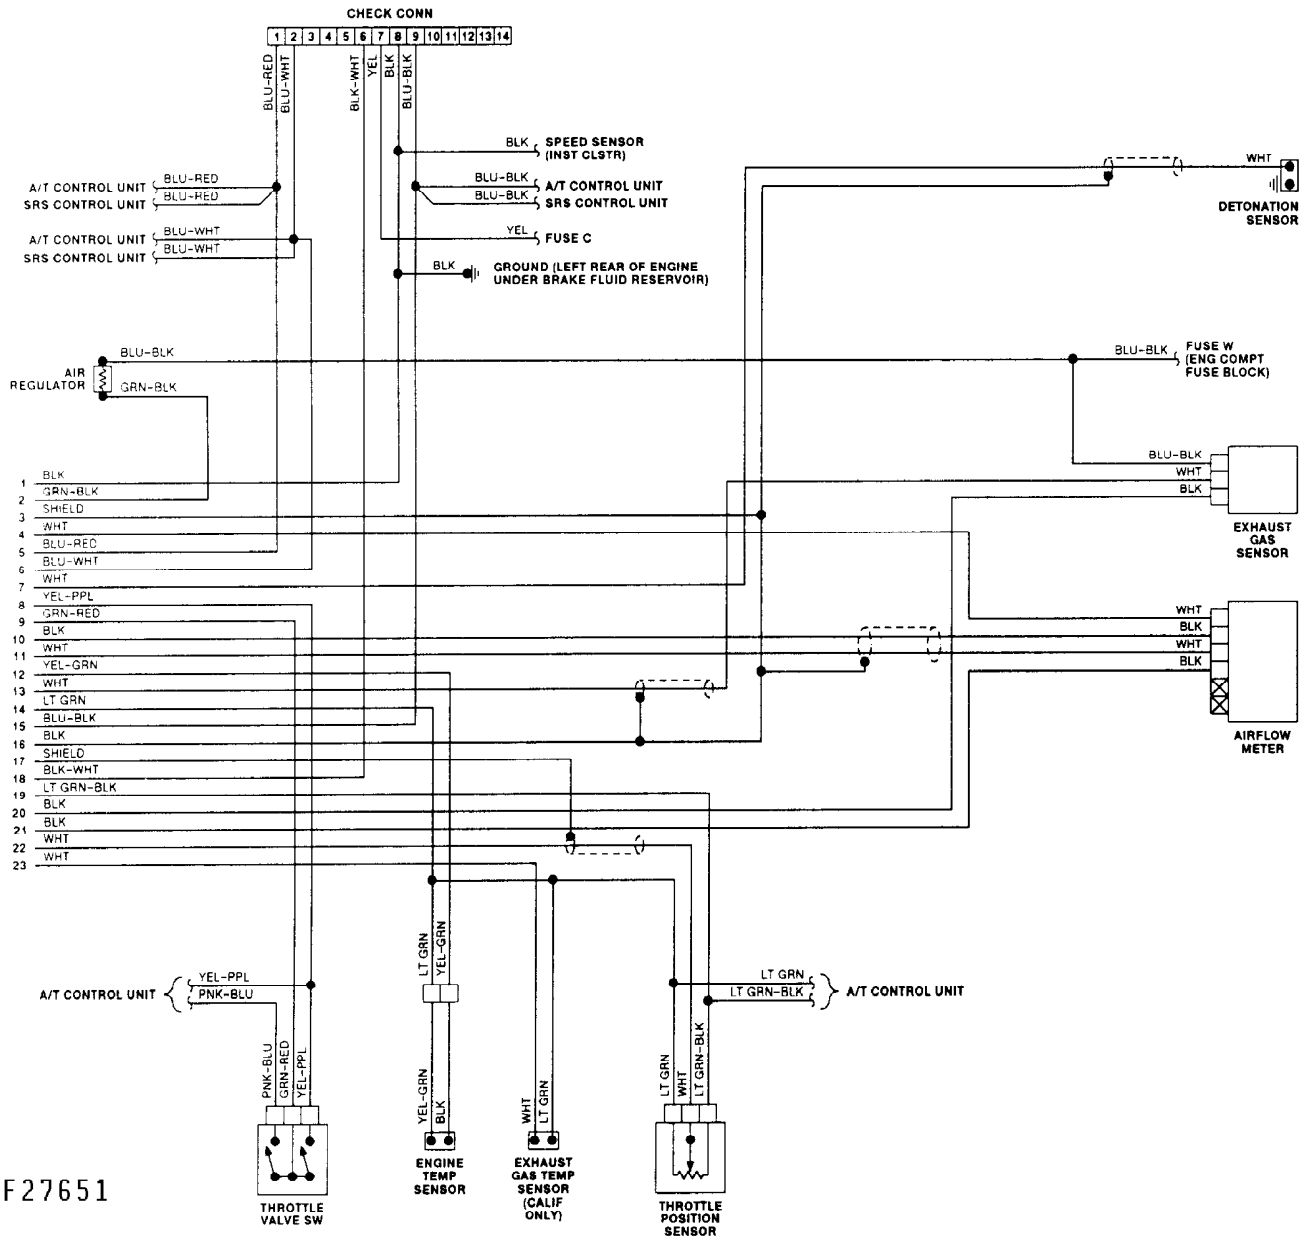 CHECK CONN
1 2 3 4 5 6 7 8 9 10 11 12 13 14
BLU-RED
BLU-WHT
BLK-WHT
YEL
BLK
BLU-BLK
BLK
SPEED SENSOR
(INST CLSTR)
A/T CONTROL UNIT
BLU-RED
SRS CONTROL UNIT
BLU-RED
BLU-BLK
A/T CONTROL UNIT
BLU-BLK
SRS CONTROL UNIT
A/T CONTROL UNIT
BLU-WHT
SRS CONTROL UNIT
BLU-WHT
YEL
FUSE C
BLK
GROUND (LEFT REAR OF ENGINE
UNDER BRAKE FLUID RESERVOIR)
WHT
DETONATION
SENSOR
BLU-BLK
AIR
REGULATOR
GRN-BLK
BLU-BLK
FUSE W
(ENG COMPT
FUSE BLOCK)
BLU-BLK
WHT
BLK
EXHAUST
GAS
SENSOR
1 BLK
2 GRN-BLK
3 SHIELD
4 WHT
5 BLU-RED
6 BLU-WHT
7 WHT
8 YEL-PPL
9 GRN-RED
10 BLK
11 WHT
12 YEL-GRN
13 WHT
14 LT GRN
15 BLU-BLK
16 BLK
17 SHIELD
18 BLK-WHT
19 LT GRN-BLK
20 BLK
21 BLK
22 WHT
23 WHT
WHT
BLK
WHT
BLK
AIRFLOW
METER
A/T CONTROL UNIT
YEL-PPL
PNK-BLU
LT GRN
YEL-GRN
LT GRN
LT GRN-BLK
A/T CONTROL UNIT
PNK-BLU
GRN-RED
YEL-PPL
YEL-GRN
BLK
WHT
LT GRN
LT GRN
WHT
LT GRN-BLK
THROTTLE
VALVE SW
ENGINE
TEMP
SENSOR
EXHAUST
GAS TEMP
SENSOR
(CALIF
ONLY)
THROTTLE
POSITION
SENSOR
F27651